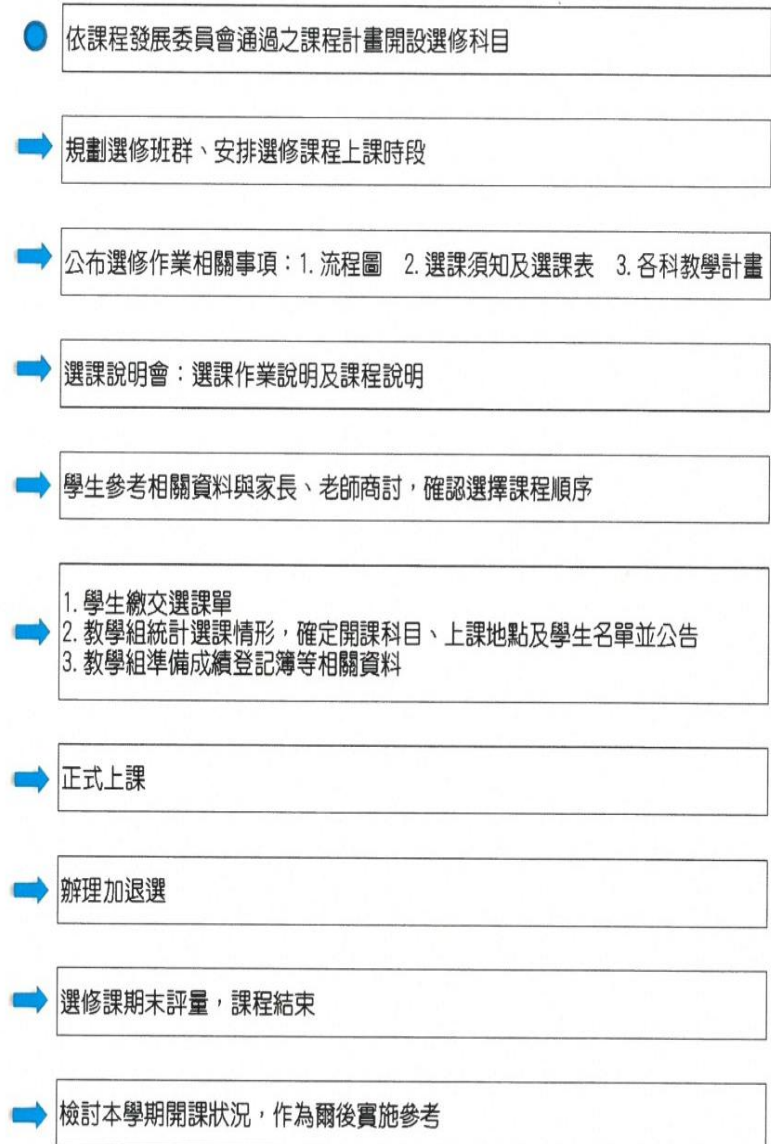 依課程發展委員會通過之課程計畫開設選修科目
規劃選修班群、安排選修課程上課時段
公布選修作業相關事項：1. 流程圖　2. 選課須知及選課表　3. 各科教學計畫
選課說明會：選課作業說明及課程說明
學生參考相關資料與家長、老師商討，確認選擇課程順序
1. 學生繳交選課單
2. 教學組統計選課情形，確定開課科目、上課地點及學生名單並公告
3. 教學組準備成績登記簿等相關資料
正式上課
辦理加退選
選修課期末評量，課程結束
檢討本學期開課狀況，作為爾後實施參考